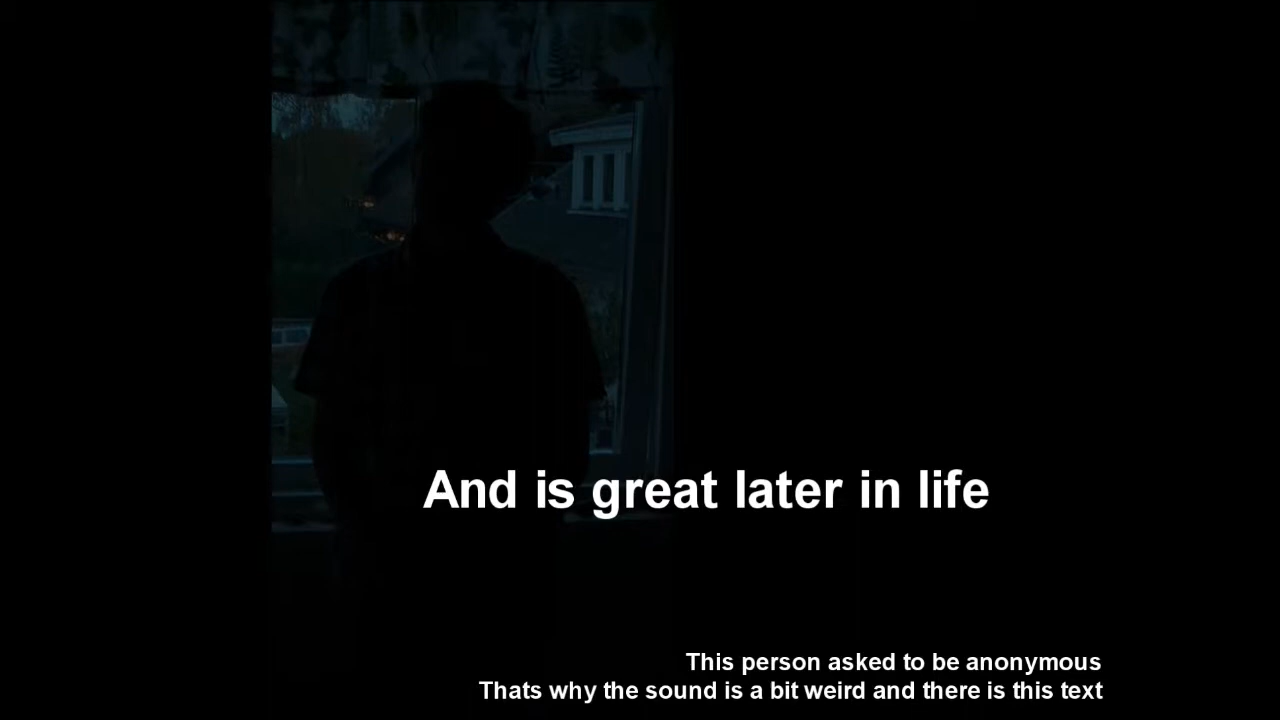 And is great later in life
This person asked to be anonymous
Thats why the sound is a bit weird and there is this text